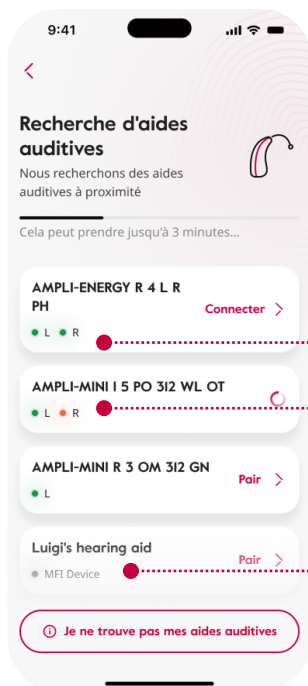 9:41
Recherche d'aides
auditives
Nous recherchons des aides
auditives à proximité
Cela peut prendre jusqu'à 3 minutes...
AMPLI-ENERGY R 4 L R
PH
Connecter
L R
AMPLI-MINI I 5 PO 312 WL OT
L R
AMPLI-MINI R 3 OM 312 GN
Pair
L
Luigi's hearing aid
Pair
MFI Device
Je ne trouve pas mes aides auditives